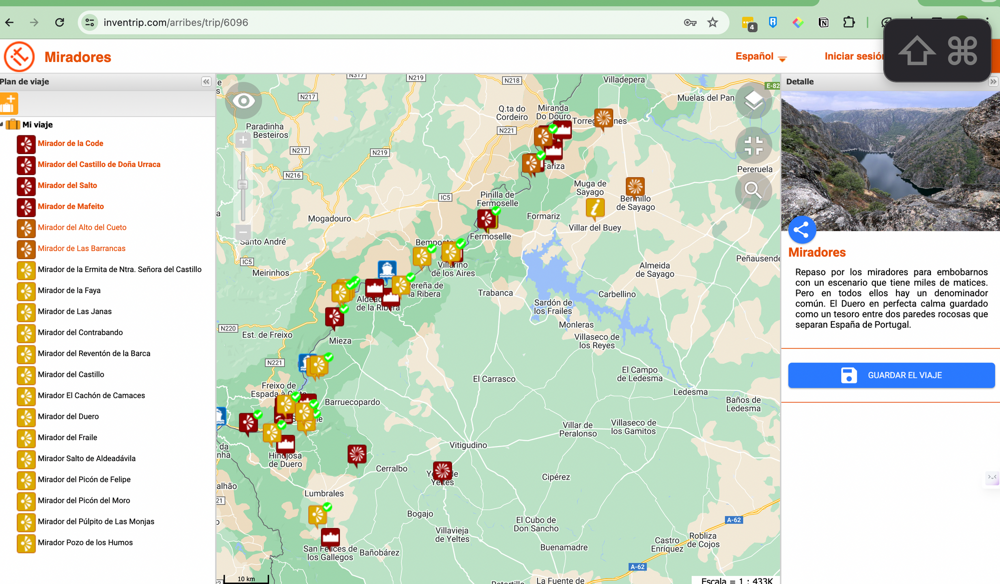 inventrip.com/arribes/trip/6096
4
Miradores
Español
Iniciar sesión
Plan de viaje
Mi viaje
Mirador de la Code
Mirador del Castillo de Doña Urraca
Mirador del Salto
Mirador de Mafeito
Mirador del Alto del Cueto
Mirador de Las Barrancas
Mirador de la Ermita de Ntra. Señora del Castillo
Mirador de la Faya
Mirador de Las Janas
Mirador del Contrabando
Mirador del Reventón de la Barca
Mirador del Castillo
Mirador El Cachón de Camaces
Mirador del Duero
Mirador del Fraile
Mirador Salto de Aldeadávila
Mirador del Picón de Felipe
Mirador del Picón del Moro
Mirador del Púlpito de Las Monjas
Mirador Pozo de los Humos
N317
N219
N218
Villadepera
E-82
N217
Muelas del Pan
Q.ta do
Cordeiro
Miranda
Do Douro
Paradinha
Besteiros
N221
N217
N219
Fariza
Pereruela
N216
Muga de
Sayago
Pinilla de
Fermoselle
IC5
Bermillo
de Sayago
Mogadouro
Formariz
Villar del Buey
Fermoselle
Santo André
Bemposta
IC5
Meirinhos
Villarino
de los Aires
Almeida
de Sayago
Peñausende
Pereña de
la Ribera
Trabanca
Carbellino
de la Ribera
Sardón de
los Frailes
N220
Est. de Freixo
Monleras
Mieza
Villaseco de
los Reyes
N221
El Carrasco
El Campo
de Ledesma
Freixo de
Espada à Cinta
Ledesma
Barruecopardo
Baños de
Ledesma
Villar de
Peralonso
Villaseco de
los Gamitos
da
nha
Vitigudino
Hinojosa
de Duero
Cerralbo
Yeltes
Cipérez
alhão
Lumbrales
21
Bogajo
El Cubo de
Don Sancho
A-62
Villavieja
de Yeltes
Castro
Enríquez
Robliza
de Cojos
San Felices de
los Gallegos
Bañobárez
Buenamadre
A-62
La Fuente de
10 km
Escala = 1 : 433K
Detalle
Miradores
Repaso por los miradores para embobarnos
con un escenario que tiene miles de matices.
Pero en todos ellos hay un denominador
común. El Duero en perfecta calma guardado
como un tesoro entre dos paredes rocosas que
separan España de Portugal.
GUARDAR EL VIAJE